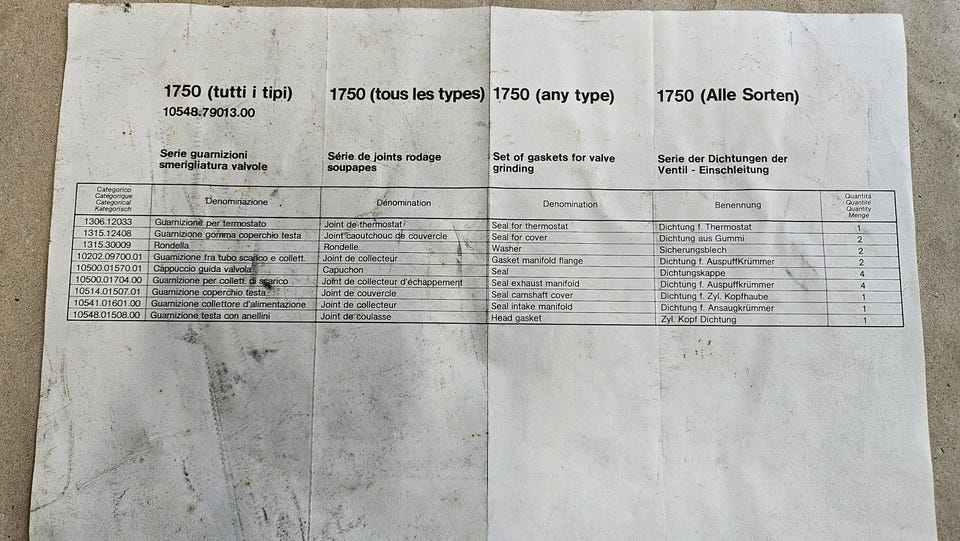 1750 (tutti i tipi) 1750 (tous les types) 1750 (any type) 1750 (Alle Sorten)
10548.79013.00
Serie guarnizioni Série de joints rodage Set of gaskets for valve Serie der Dichtungen der
smerigliatura valvole soupapes grinding Ventil - Einschleitung
Categorico
Catégorique
Categorical
Kategorisch
Denominazione Dénomination Denomination Benennung
Quantità
Quantité
Quantity
Menge
1306.12033 Guarnizione per termostato Joint de thermostat Seal for thermostat Dichtung f. Thermostat 1
1315.12408 Guarnizione gomma coperchio testa Joint caoutchouc de couvercle Seal for cover Dichtung aus Gummi 2
1315.30009 Rondella Rondelle Washer Sicherungsblech 2
10202.09700.01 Guarnizione fra tubo scarico e collett. Joint de collecteur Gasket manifold flange Dichtung f. AuspuffKrümmer 2
10500.01570.01 Cappuccio guida valvola Capuchon Seal Dichtungskappe 4
10500.01704.00 Guarnizione per collett. di scarico Joint de collecteur d'échappement Seal exhaust manifold Dichtung f. Auspuffkrümmer 4
10514.01507.01 Guarnizione coperchio testa Joint de couvercle Seal camshaft cover Dichtung f. Zyl. Kopfhaube 1
10541.01601.00 Guarnizione collettore d'alimentazione Joint de collecteur Seal intake manifold Dichtung f. Ansaugkrümmer 1
10548.01508.00 Guarnizione testa con anellini Joint de coulasse Head gasket Zyl. Kopf Dichtung 1